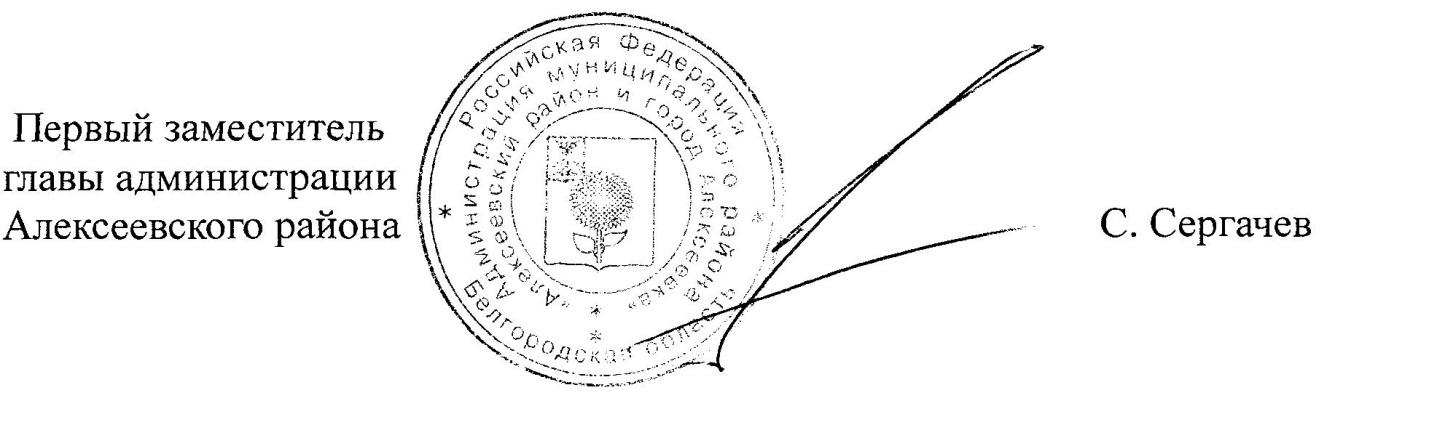 Первый заместитель
главы администрации
Алексеевского района
Российская Федерация
Белгородская область
Администрация муниципального района
«Алексеевский район и город Алексеевка»
С. Сергачев